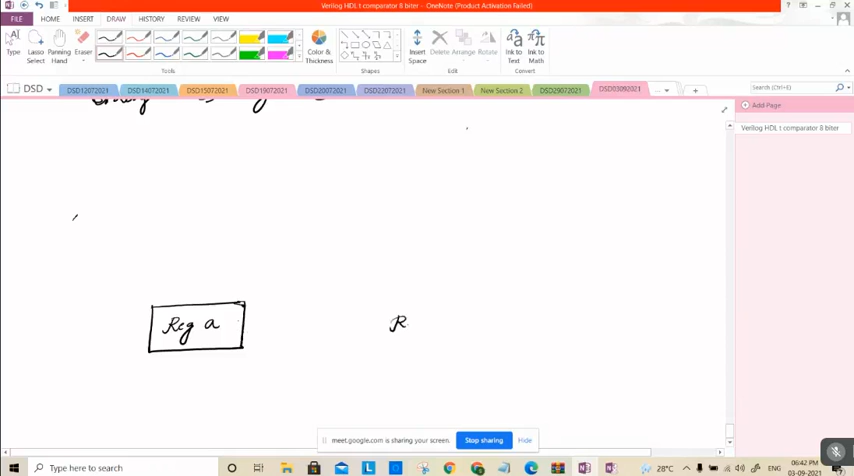 Verilog HDL t comparator 8 biter - OneNote (Product Activation Failed)
FILE HOME INSERT DRAW HISTORY REVIEW VIEW
Type Lasso Select Panning Hand Eraser Color & Thickness Insert Space Delete Arrange Rotate Ink to Text Ink to Math
Tools Shapes Edit Convert
DSD DSD12072021 DSD14072021 DSD15072021 DSD19072021 DSD20072021 DSD22072021 New Section 1 New Section 2 DSD29072021 DSD03092021 ... Search (Ctrl+E)
Add Page
Verilog HDL t comparator 8 biter
Reg a R
meet.google.com is sharing your screen. Stop sharing Hide
Type here to search 28°C ENG 06:42 PM
03-09-2021